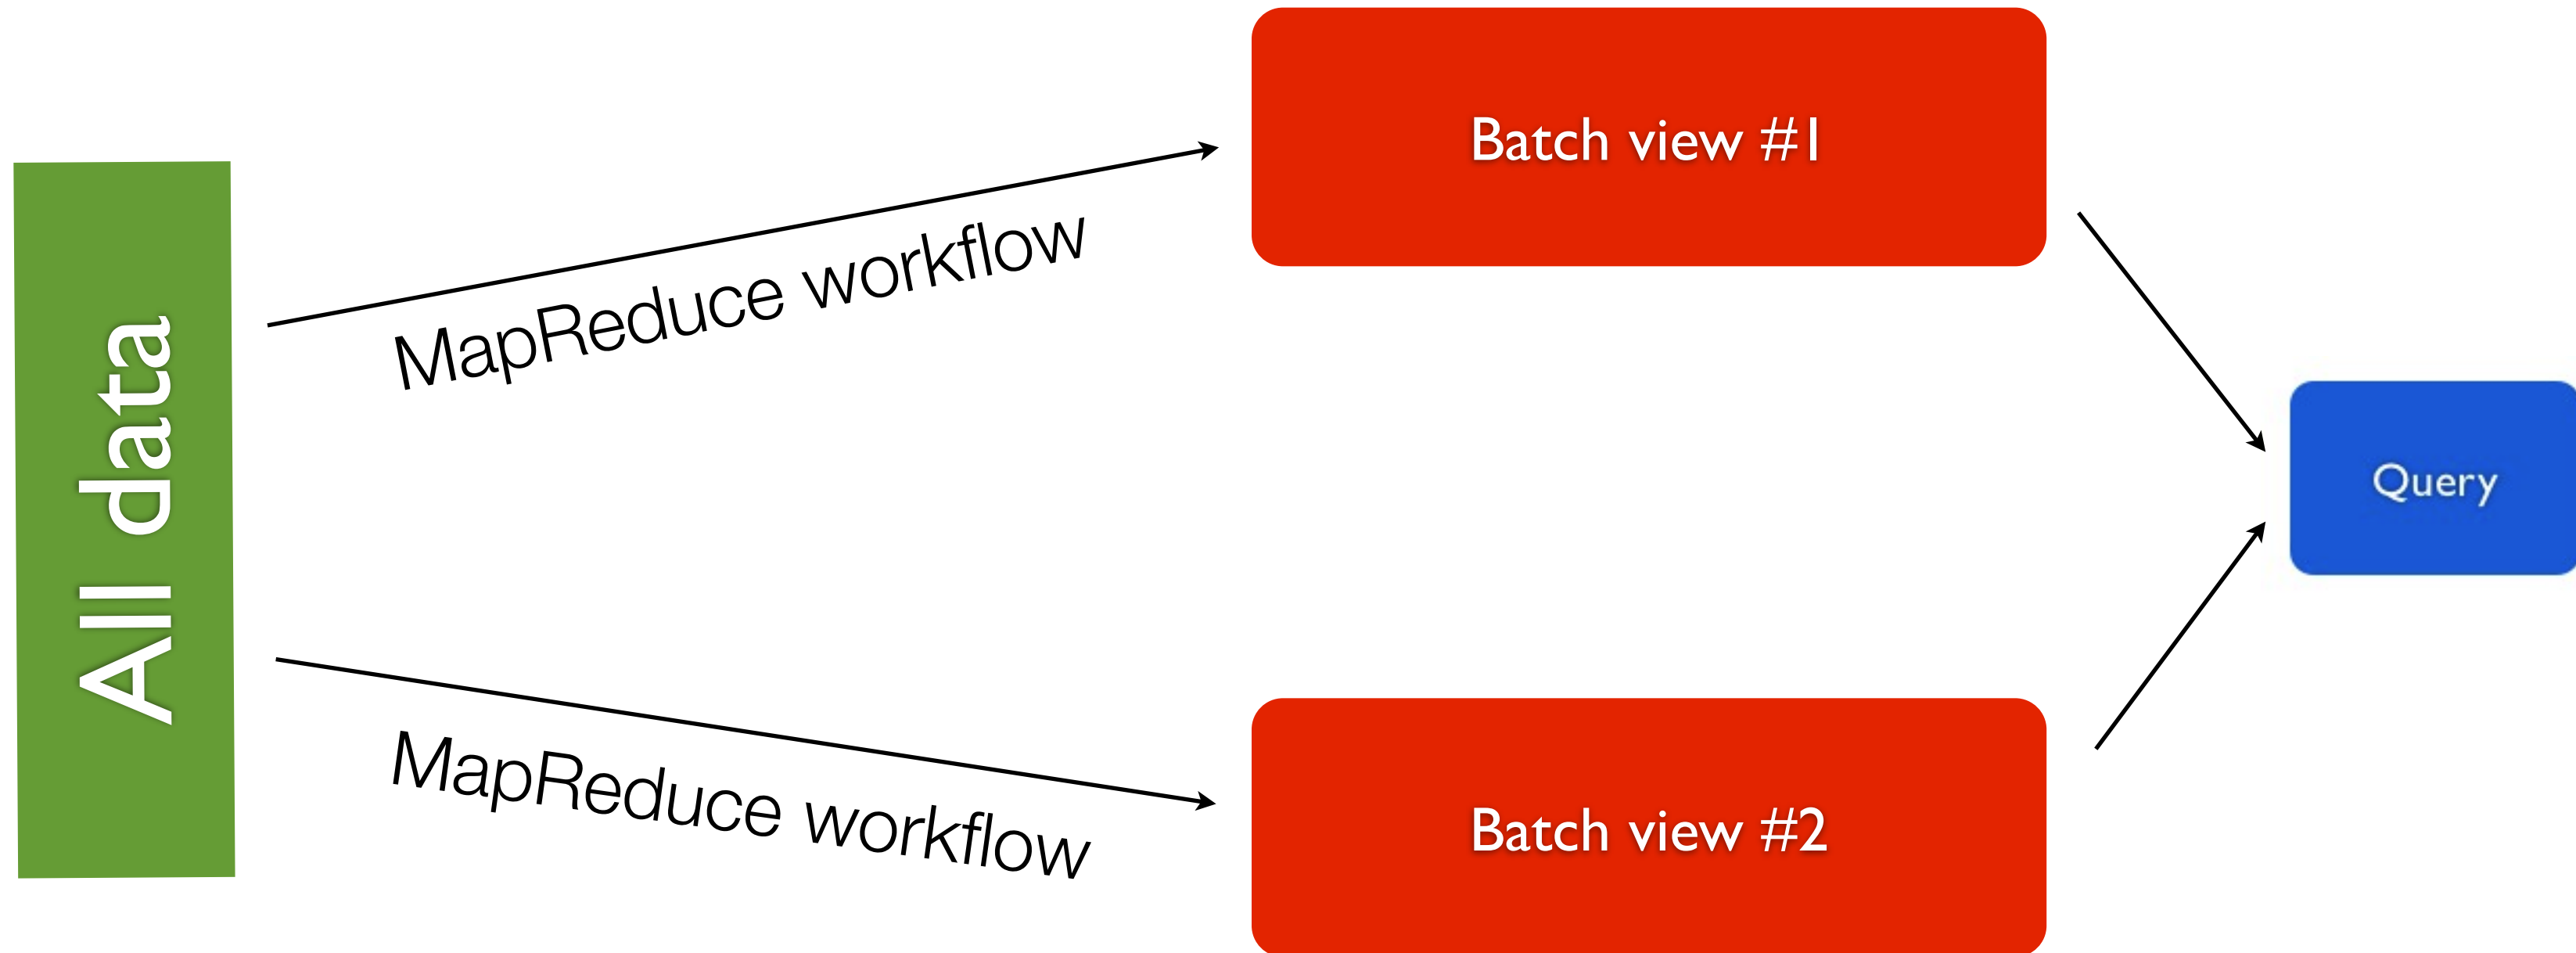 All data
MapReduce workflow
Batch view #1
MapReduce workflow
Batch view #2
Query